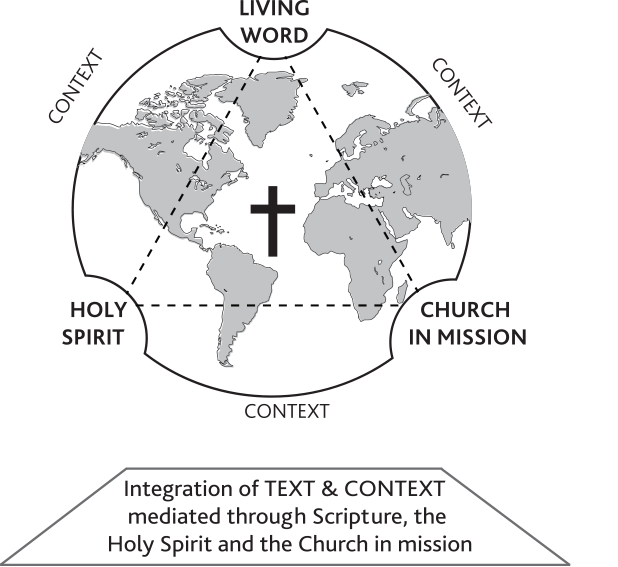 LIVING
WORD
CONTEXT
CONTEXT
HOLY
SPIRIT
CHURCH
IN MISSION
CONTEXT
Integration of TEXT & CONTEXT
mediated through Scripture, the
Holy Spirit and the Church in mission